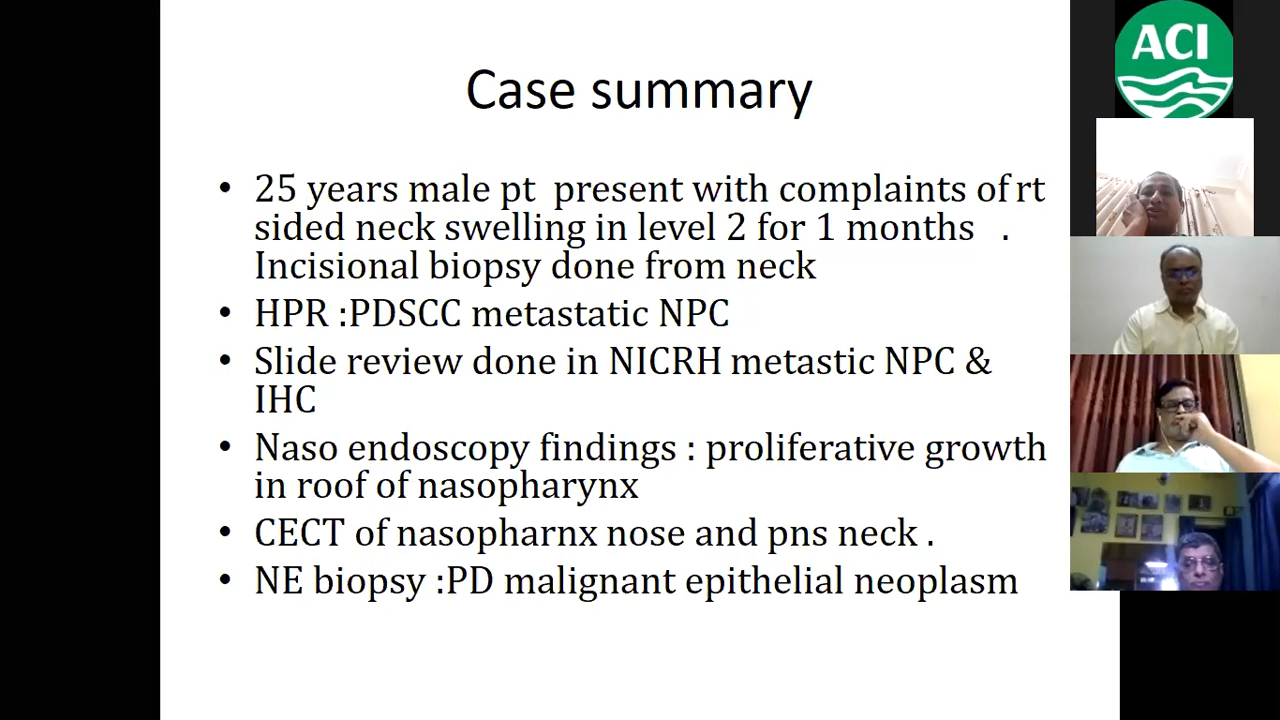 Case summary
• 25 years male pt present with complaints of rt
sided neck swelling in level 2 for 1 months .
Incisional biopsy done from neck
• HPR :PDSCC metastatic NPC
• Slide review done in NICRH metastic NPC &
IHC
• Naso endoscopy findings : proliferative growth
in roof of nasopharynx
• CECT of nasopharnx nose and pns neck .
• NE biopsy :PD malignant epithelial neoplasm
ACI